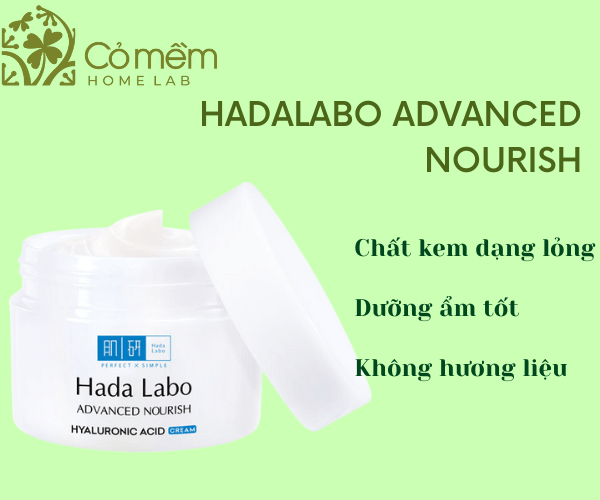 Cỏ mềm
HOME LAB
HADALABO ADVANCED
NOURISH
Chất kem dạng lỏng
Dưỡng ẩm tốt
Không hương liệu
肌研
Hada
Labo
PERFECT × SIMPLE
Hada Labo
ADVANCED NOURISH
HYALURONIC ACID CREAM